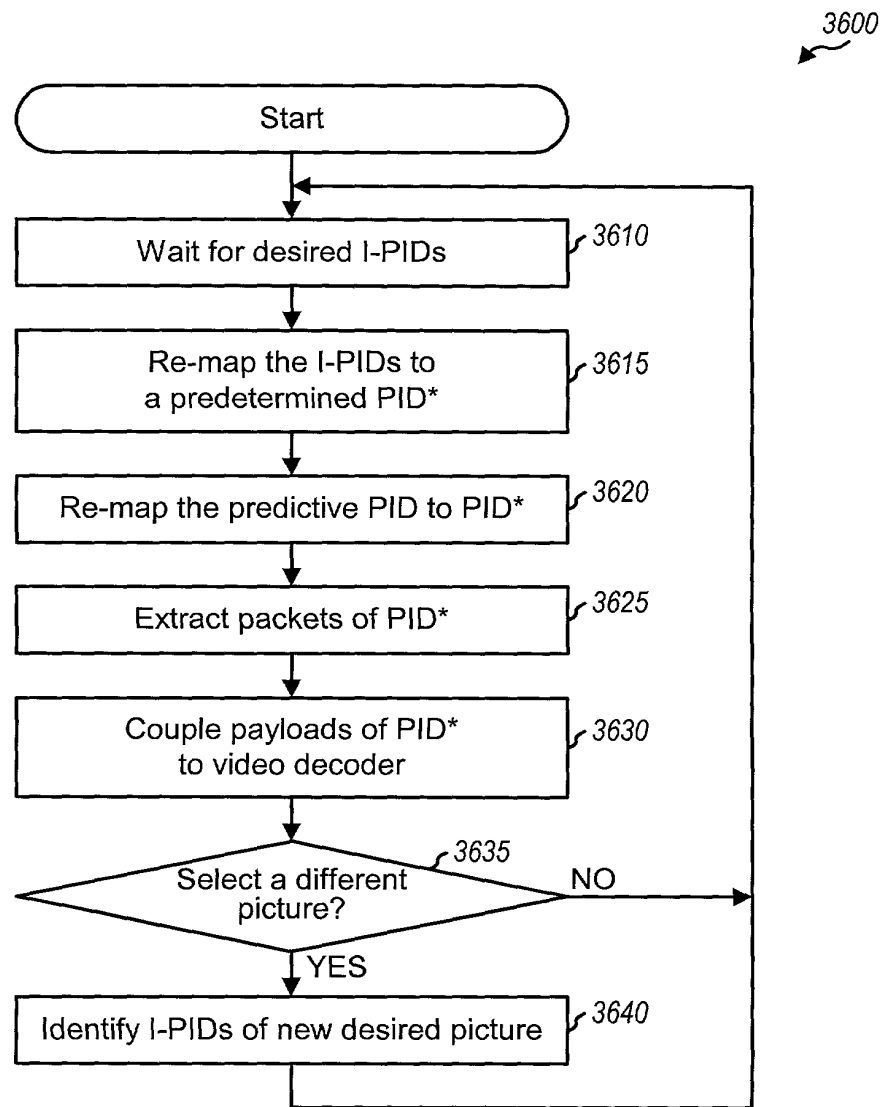 3600
Start
Wait for desired I-PIDs
3610
Re-map the I-PIDs to
a predetermined PID*
3615
Re-map the predictive PID to PID*
3620
Extract packets of PID*
3625
Couple payloads of PID*
to video decoder
3630
3635
Select a different
picture?
NO
YES
Identify I-PIDs of new desired picture
3640